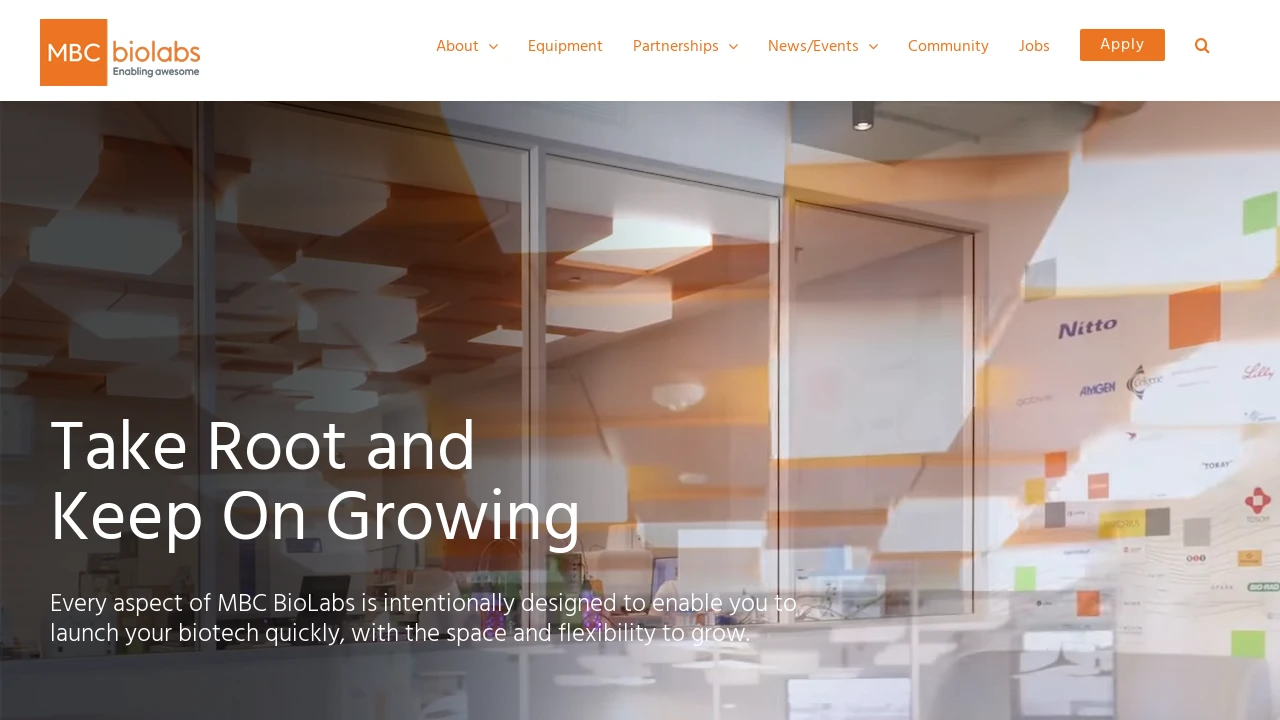 MBC biolabs
Enabling awesome
About
Equipment
Partnerships
News/Events
Community
Jobs
Apply
Nitto
AMGEN
Celgene
Lilly
"TORAY"
TOSOH
BIO-RAD
Take Root and
Keep On Growing
Every aspect of MBC BioLabs is intentionally designed to enable you to
launch your biotech quickly, with the space and flexibility to grow.